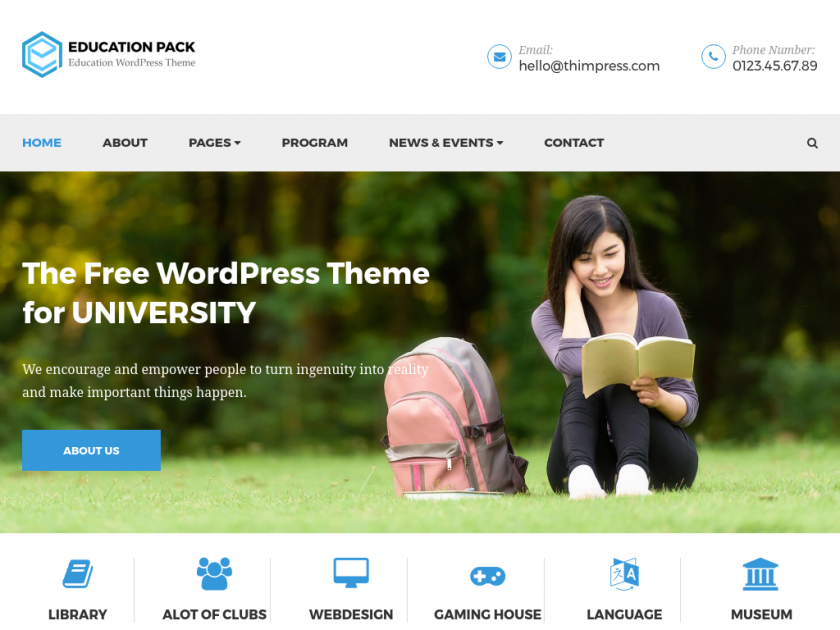 EDUCATION PACK
Education WordPress Theme
Email:
hello@thimpress.com
Phone Number:
0123.45.67.89
HOME ABOUT PAGES PROGRAM NEWS & EVENTS CONTACT
The Free WordPress Theme
for UNIVERSITY
We encourage and empower people to turn ingenuity into reality
and make important things happen.
ABOUT US
文 A
LIBRARY ALOT OF CLUBS WEBDESIGN GAMING HOUSE LANGUAGE MUSEUM